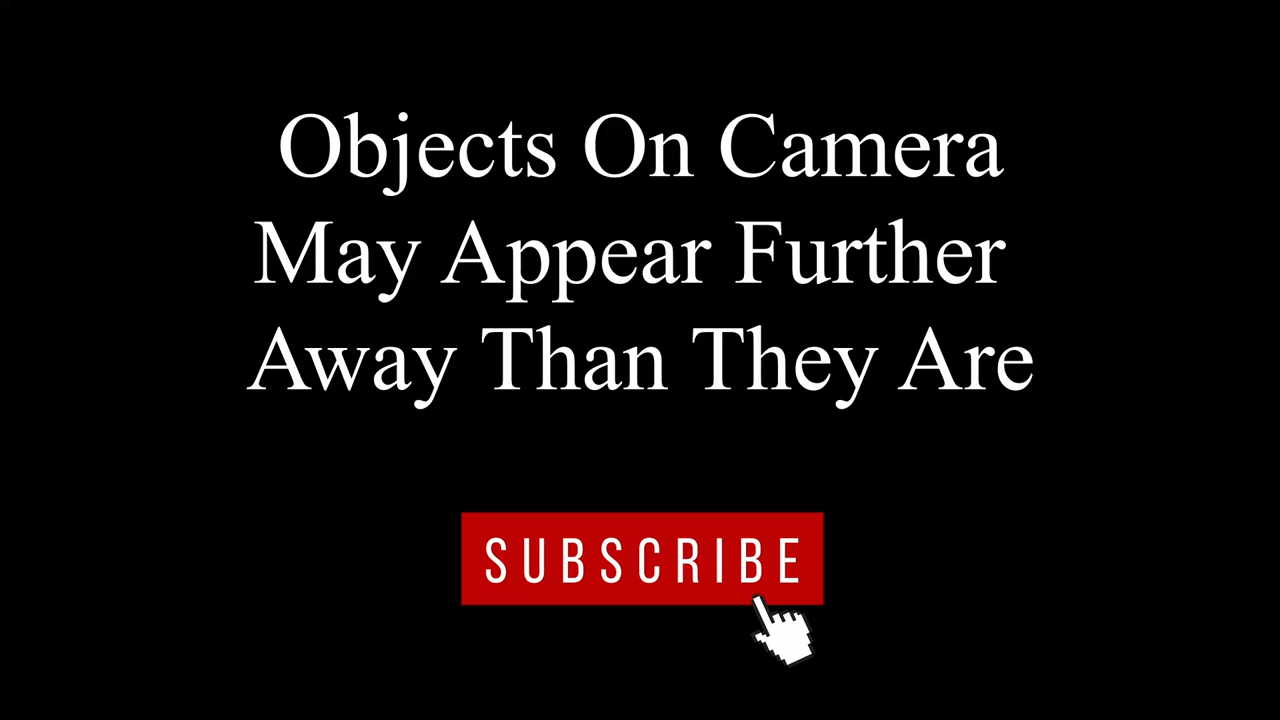 Objects On Camera
May Appear Further
Away Than They Are
SUBSCRIBE